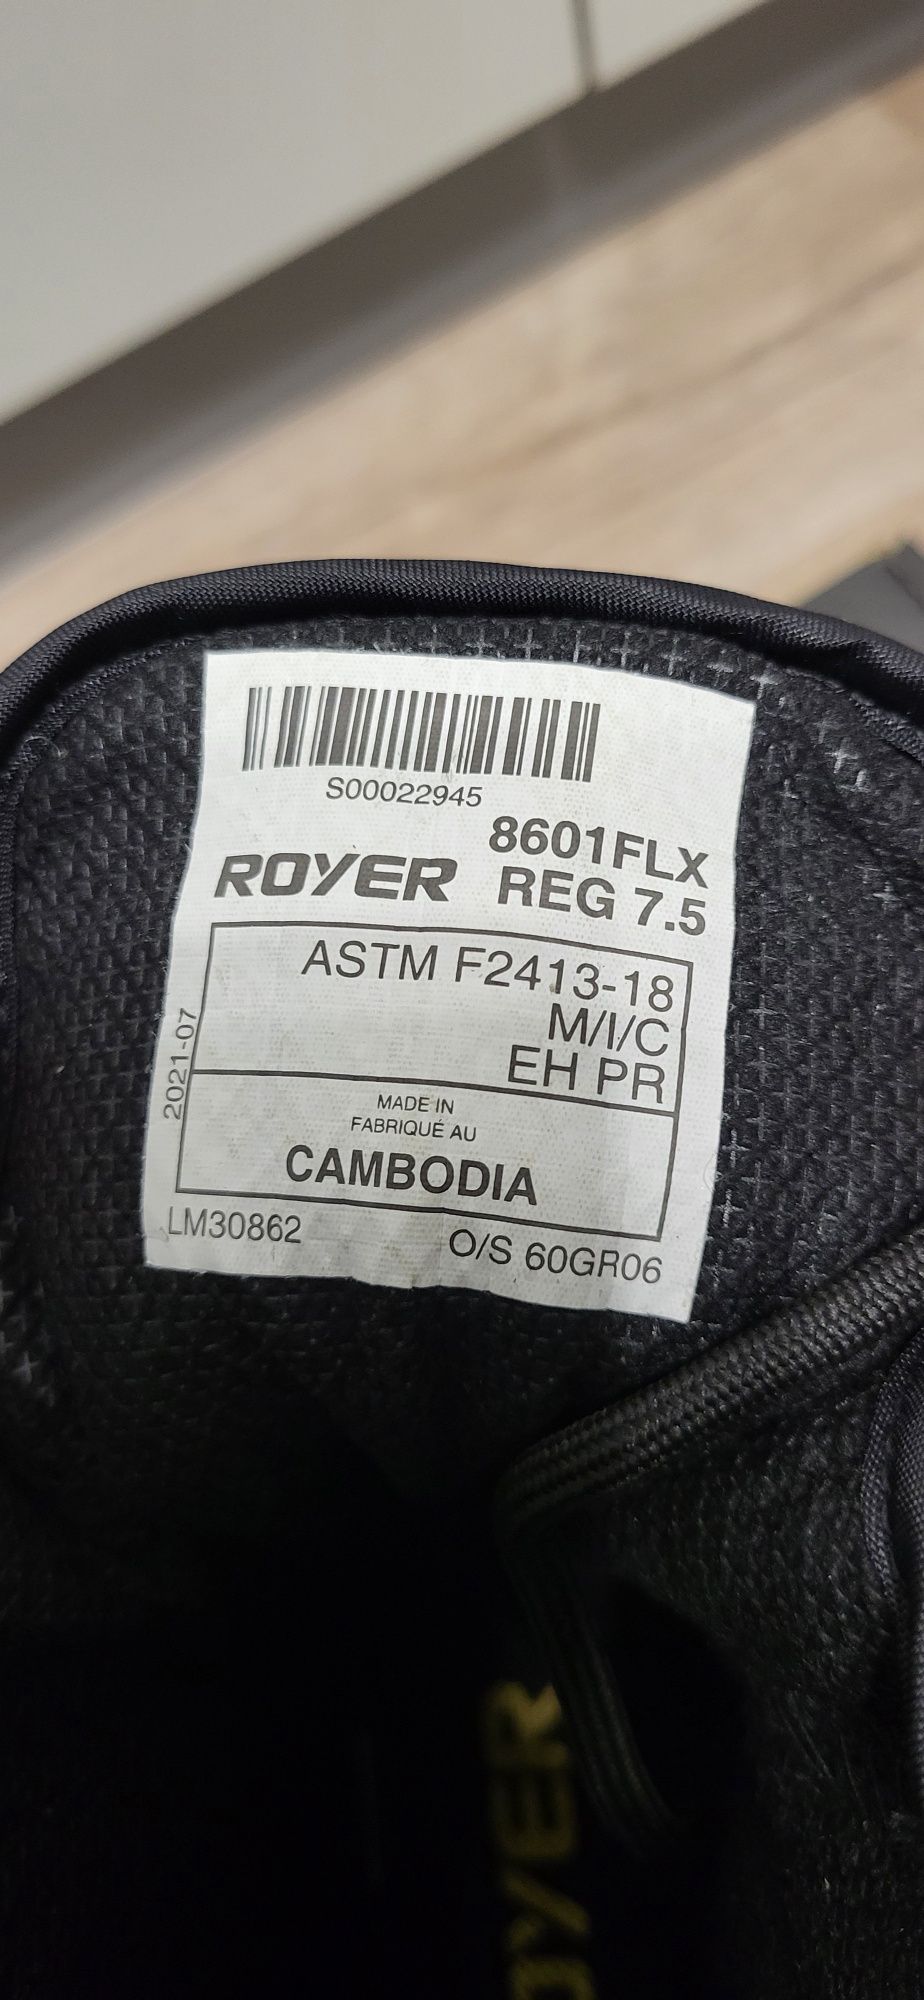 S00022945
8601FLX
ROYER REG 7.5
ASTM F2413-18
M/I/C
EH PR
2021-07
MADE IN
FABRIQUÉ AU
CAMBODIA
LM30862 O/S 60GR06
OYER